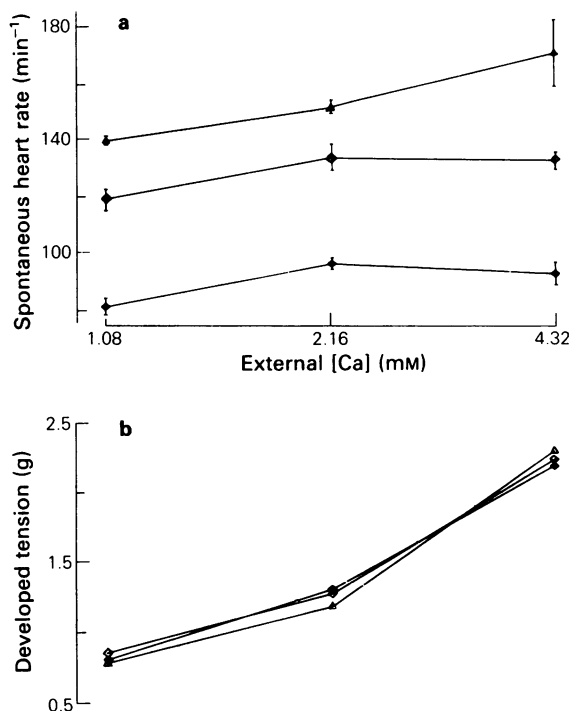 a
Spontaneous heart rate (min⁻¹)
180
140
100
1.08
2.16
4.32
External [Ca] (mM)
b
Developed tension (g)
2.5
1.5
0.5